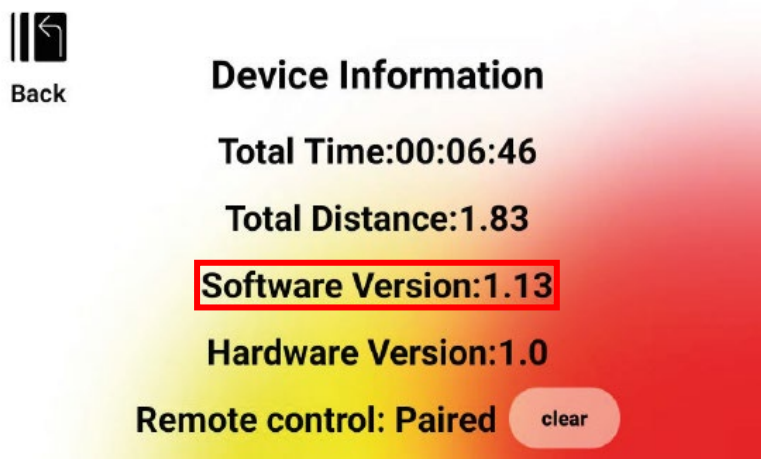 Back
Device Information
Total Time:00:06:46
Total Distance:1.83
Software Version:1.13
Hardware Version:1.0
Remote control: Paired clear